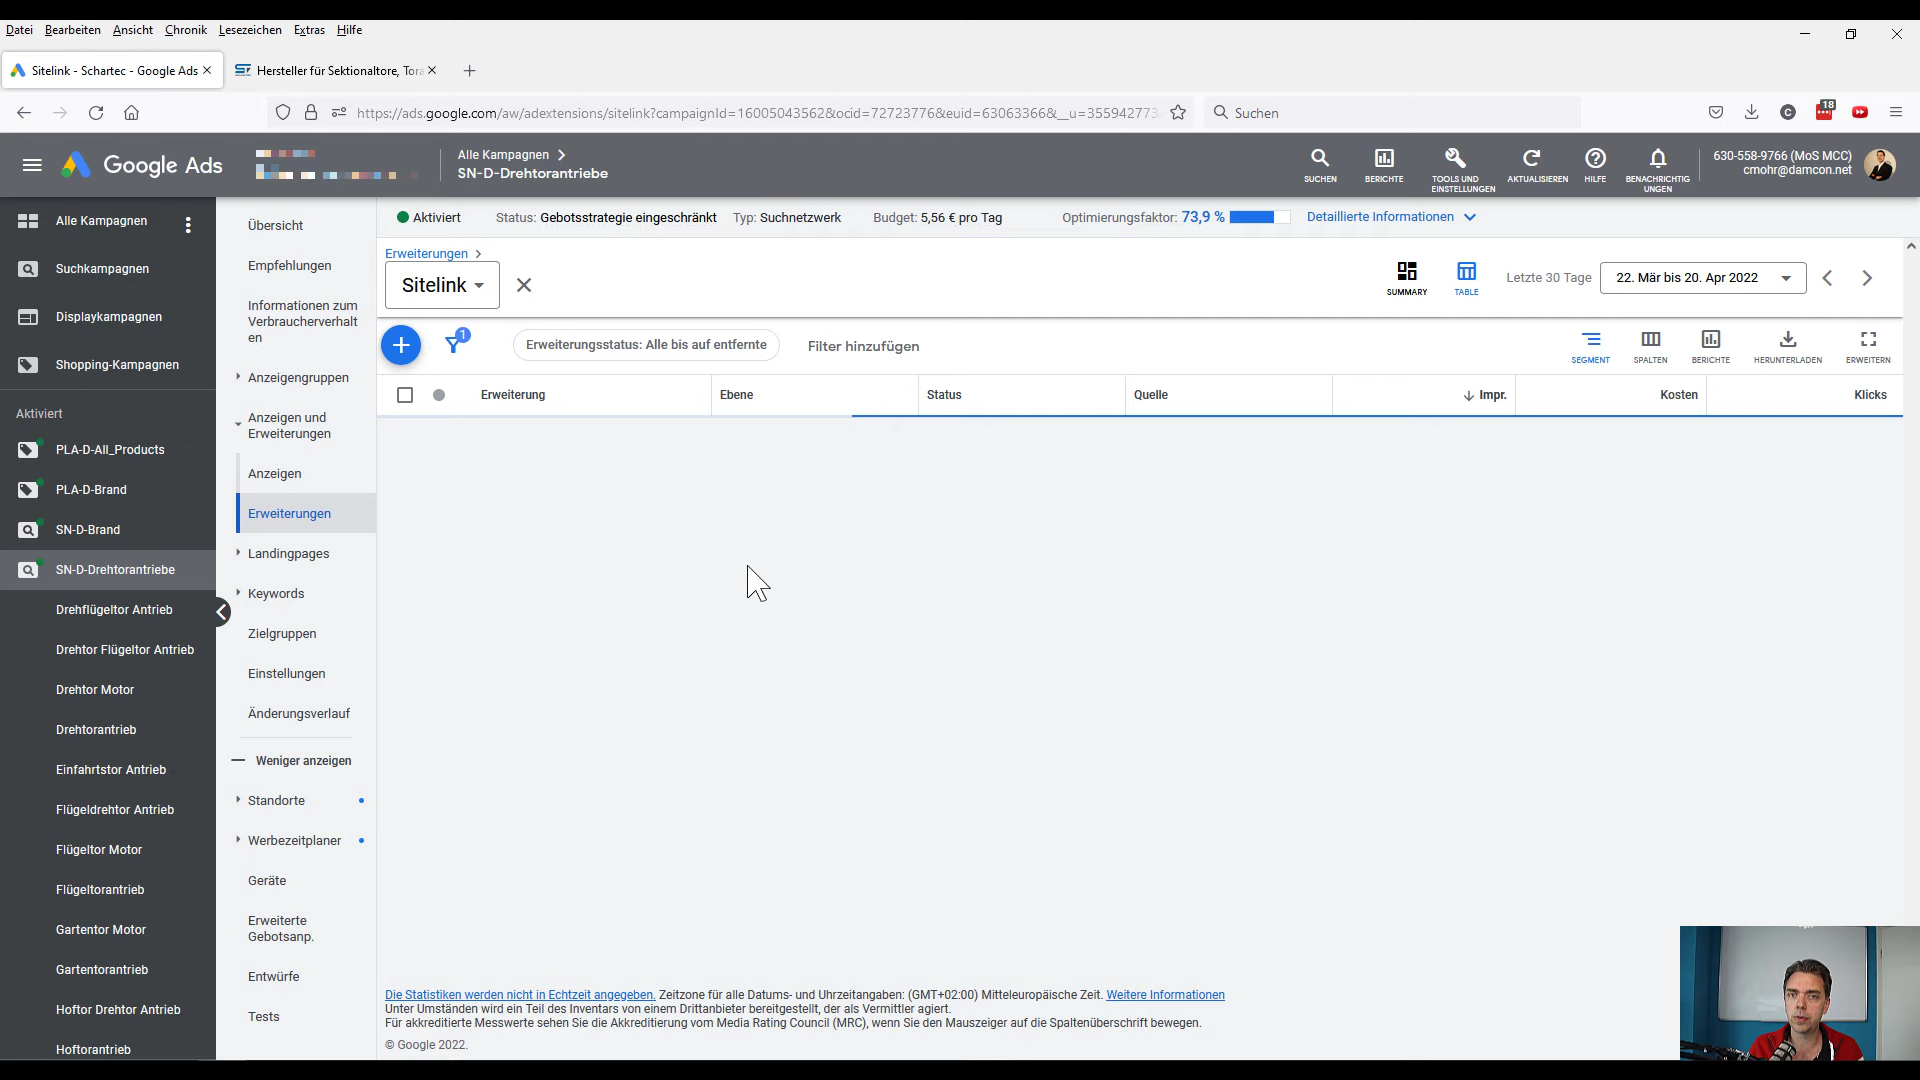 Datei Bearbeiten Ansicht Chronik Lesezeichen Extras Hilfe
Sitelink - Schartec - Google Ads
Hersteller für Sektionaltore, Tora
https://ads.google.com/aw/adextensions/sitelink?campaignId=16005043562&ocid=72723776&euid=63063366&__u=355942773
Suchen
18
Google Ads
Alle Kampagnen
SN-D-Drehtorantriebe
SUCHEN
BERICHTE
TOOLS UND
EINSTELLUNGEN
AKTUALISIEREN
HILFE
BENACHRICHTIG
UNGEN
630-558-9766 (MoS MCC)
cmohr@damcon.net
Alle Kampagnen
Suchkampagnen
Displaykampagnen
Shopping-Kampagnen
Aktiviert
PLA-D-All_Products
PLA-D-Brand
SN-D-Brand
SN-D-Drehtorantriebe
Drehflügeltor Antrieb
Drehtor Flügeltor Antrieb
Drehtor Motor
Drehtorantrieb
Einfahrtstor Antrieb
Flügeldrehtor Antrieb
Flügeltor Motor
Flügeltorantrieb
Gartentor Motor
Gartentorantrieb
Hoftor Drehtor Antrieb
Hoftorantrieb
Übersicht
Empfehlungen
Informationen zum
Verbraucherverhalt
en
Anzeigengruppen
Anzeigen und
Erweiterungen
Anzeigen
Erweiterungen
Landingpages
Keywords
Zielgruppen
Einstellungen
Änderungsverlauf
Weniger anzeigen
Standorte
Werbezeitplaner
Geräte
Erweiterte
Gebotsanp.
Entwürfe
Tests
Aktiviert
Status: Gebotsstrategie eingeschränkt
Typ: Suchnetzwerk
Budget: 5,56 € pro Tag
Optimierungsfaktor: 73,9 %
Detaillierte Informationen
Erweiterungen
Sitelink
SUMMARY
TABLE
Letzte 30 Tage
22. Mär bis 20. Apr 2022
1
Erweiterungsstatus: Alle bis auf entfernte
Filter hinzufügen
SEGMENT
SPALTEN
BERICHTE
HERUNTERLADEN
ERWEITERN
Erweiterung
Ebene
Status
Quelle
Impr.
Kosten
Klicks
Die Statistiken werden nicht in Echtzeit angegeben. Zeitzone für alle Datums- und Uhrzeitangaben: (GMT+02:00) Mitteleuropäische Zeit. Weitere Informationen
Unter Umständen wird ein Teil des Inventars von einem Drittanbieter bereitgestellt, der als Vermittler agiert.
Für akkreditierte Messwerte sehen Sie die Akkreditierung vom Media Rating Council (MRC), wenn Sie den Mauszeiger auf die Spaltenüberschrift bewegen.
© Google 2022.